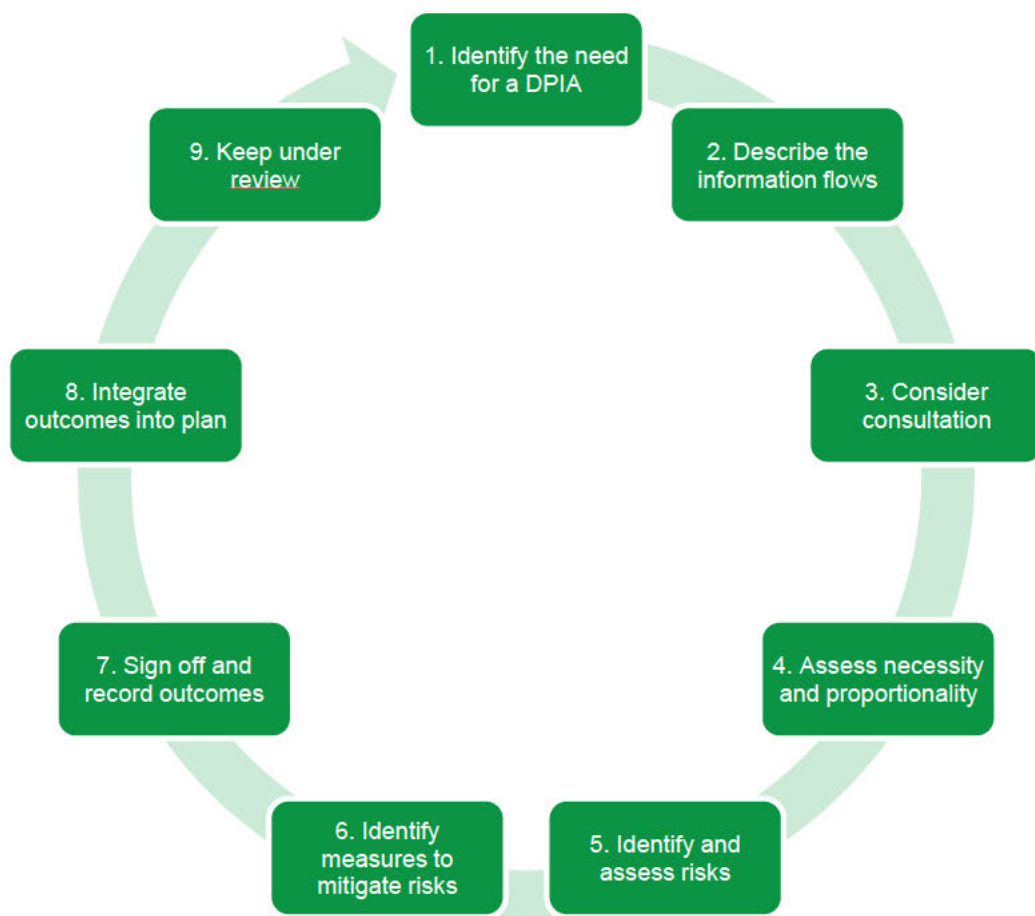 1. Identify the need
for a DPIA
2. Describe the
information flows
3. Consider
consultation
4. Assess necessity
and proportionality
5. Identify and
assess risks
6. Identify
measures to
mitigate risks
7. Sign off and
record outcomes
8. Integrate
outcomes into plan
9. Keep under
review